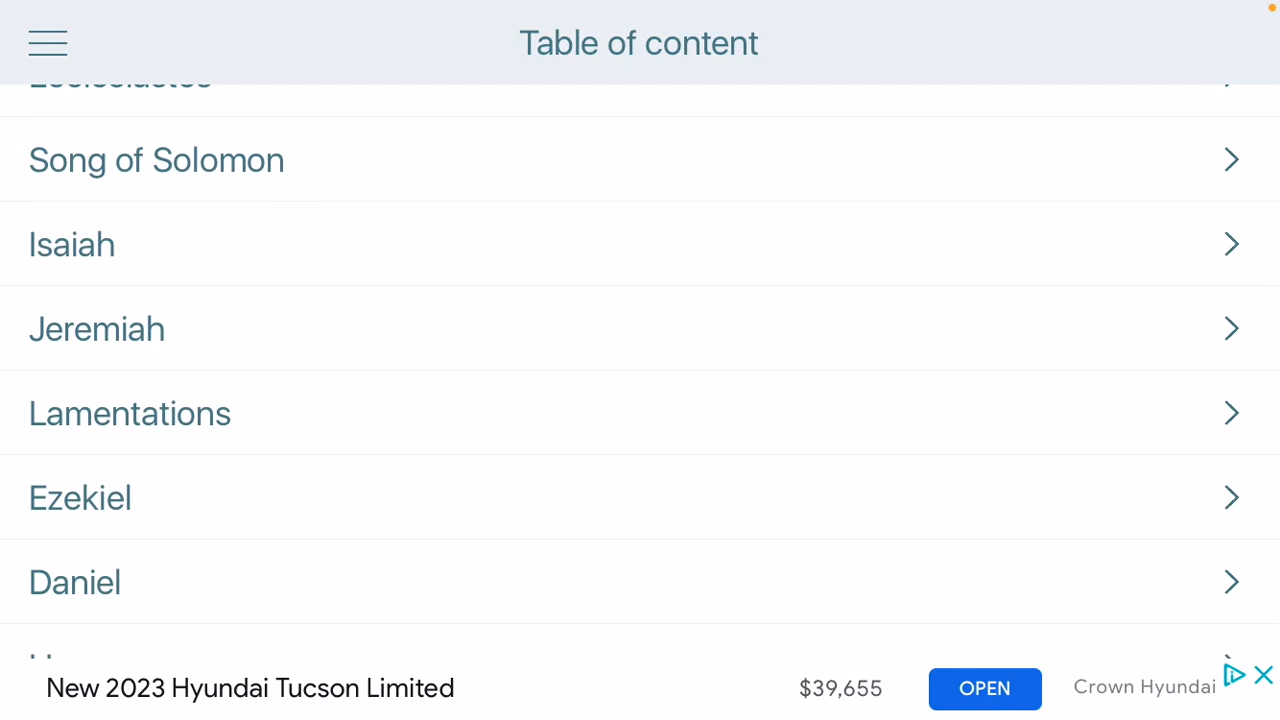 Table of content
Song of Solomon
Isaiah
Jeremiah
Lamentations
Ezekiel
Daniel
New 2023 Hyundai Tucson Limited $39,655 OPEN Crown Hyundai